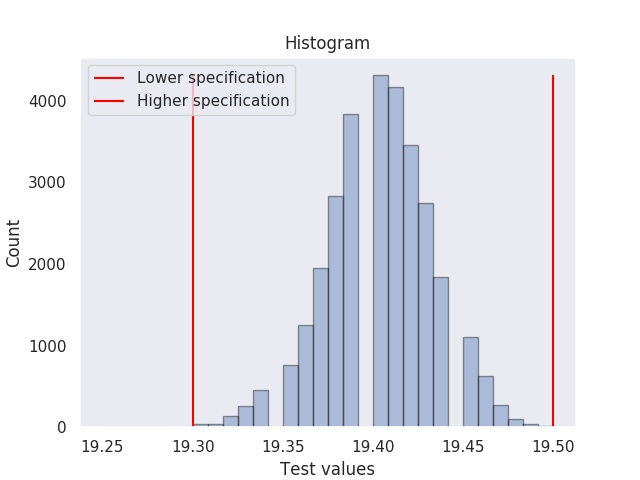 Histogram
Lower specification
Higher specification
4000
3000
2000
1000
0
Count
19.25 19.30 19.35 19.40 19.45 19.50
Test values